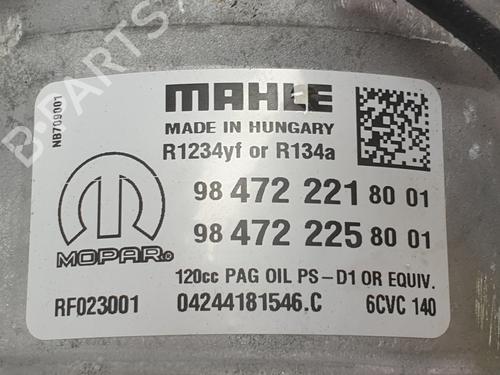 MAHLE
MADE IN HUNGARY
R1234yf or R134a
98 472 221 80 01
98 472 225 80 01
MOPAR®
120cc PAG OIL PS-D1 OR EQUIV.
RF023001 04244181546.C 6CVC 140
NB709001
B-PARTS